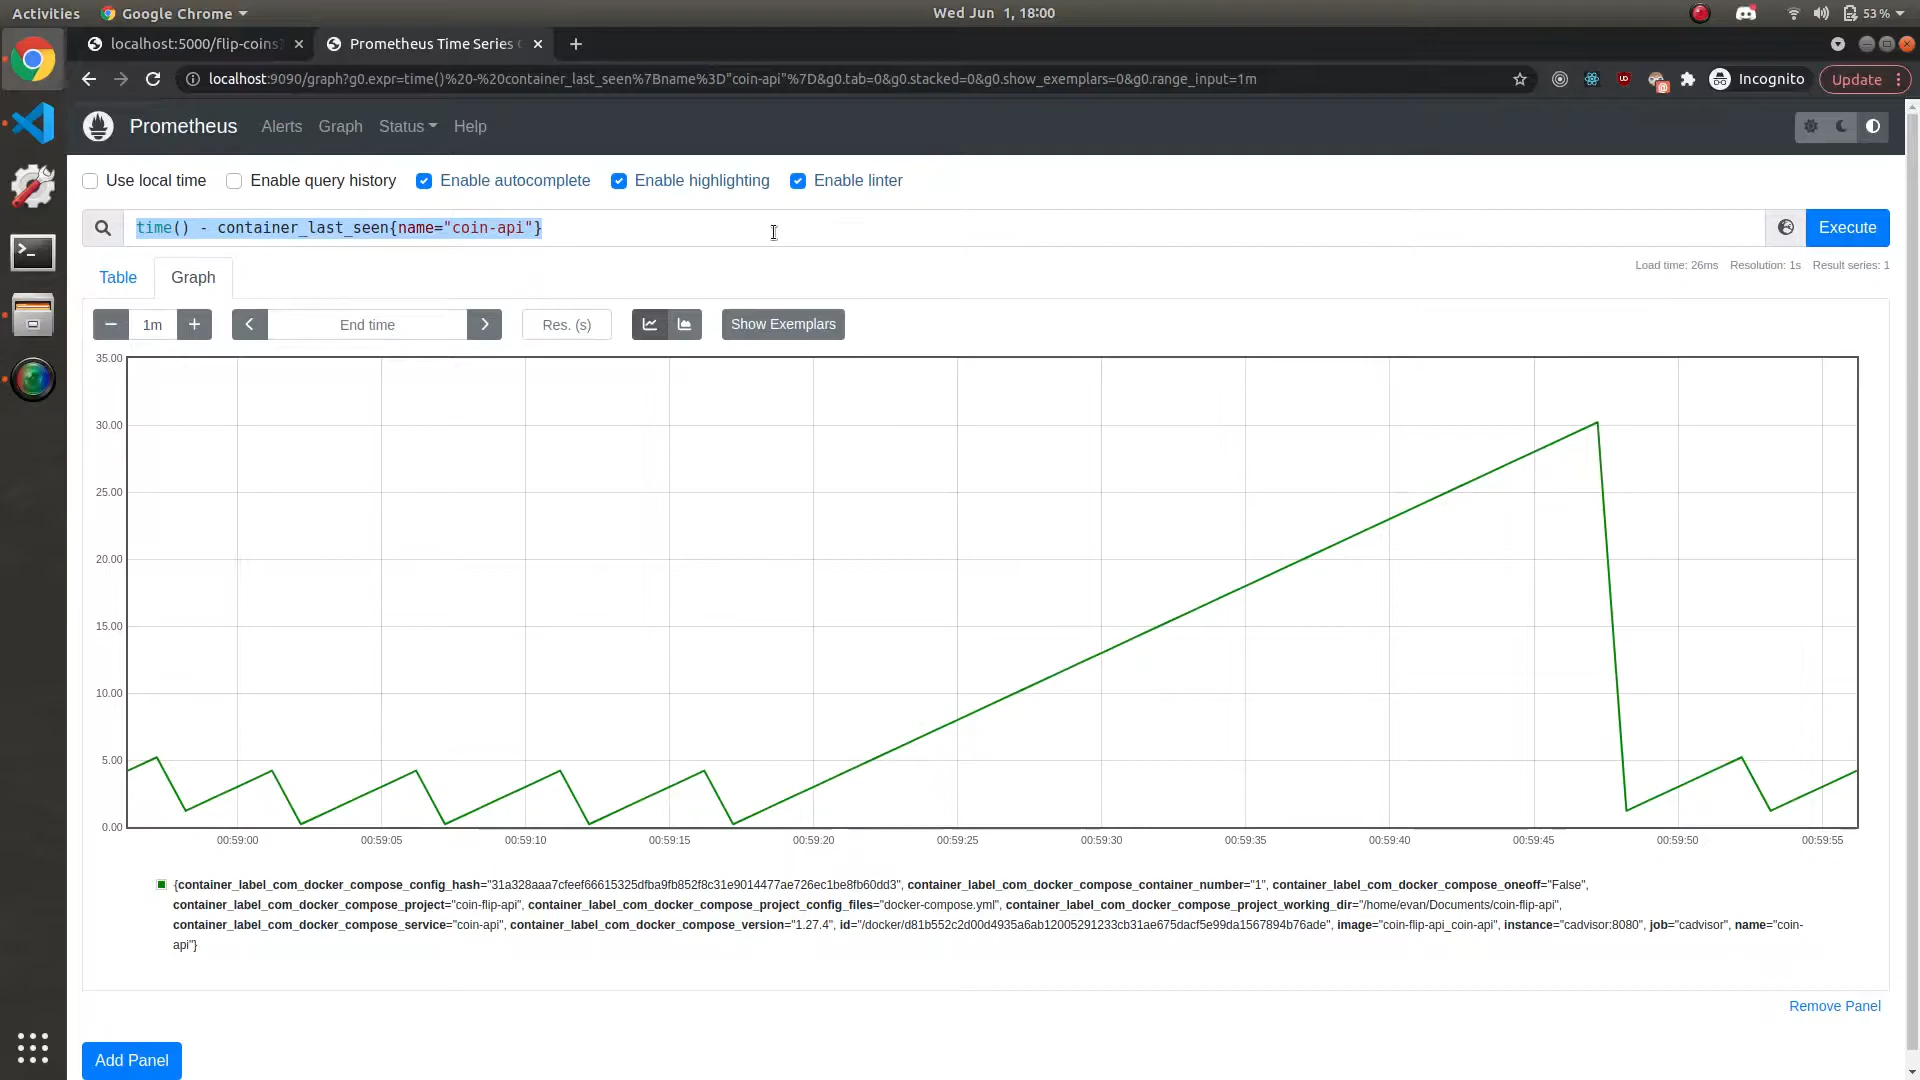 Activities Google Chrome Wed Jun 1, 18:00 53 %
localhost:5000/flip-coins? Prometheus Time Series C
localhost:9090/graph?g0.expr=time()%20-%20container_last_seen%7Bname%3D"coin-api"%7D&g0.tab=0&g0.stacked=0&g0.show_exemplars=0&g0.range_input=1m Incognito Update
Prometheus Alerts Graph Status Help
Use local time Enable query history Enable autocomplete Enable highlighting Enable linter
time() - container_last_seen{name="coin-api"} Execute
Table Graph Load time: 26ms Resolution: 1s Result series: 1
1m End time Res. (s) Show Exemplars
35.00
30.00
25.00
20.00
15.00
10.00
5.00
0.00
00:59:00 00:59:05 00:59:10 00:59:15 00:59:20 00:59:25 00:59:30 00:59:35 00:59:40 00:59:45 00:59:50 00:59:55
{container_label_com_docker_compose_config_hash="31a328aaa7cfeef66615325dfba9fb852f8c31e9014477ae726ec1be8fb60dd3", container_label_com_docker_compose_container_number="1", container_label_com_docker_compose_oneoff="False",
container_label_com_docker_compose_project="coin-flip-api", container_label_com_docker_compose_project_config_files="docker-compose.yml", container_label_com_docker_compose_project_working_dir="/home/evan/Documents/coin-flip-api",
container_label_com_docker_compose_service="coin-api", container_label_com_docker_compose_version="1.27.4", id="/docker/d81b552c2d00d4935a6ab12005291233cb31ae675dacf5e99da1567894b76ade", image="coin-flip-api_coin-api", instance="cadvisor:8080", job="cadvisor", name="coin-
api"}
Remove Panel
Add Panel